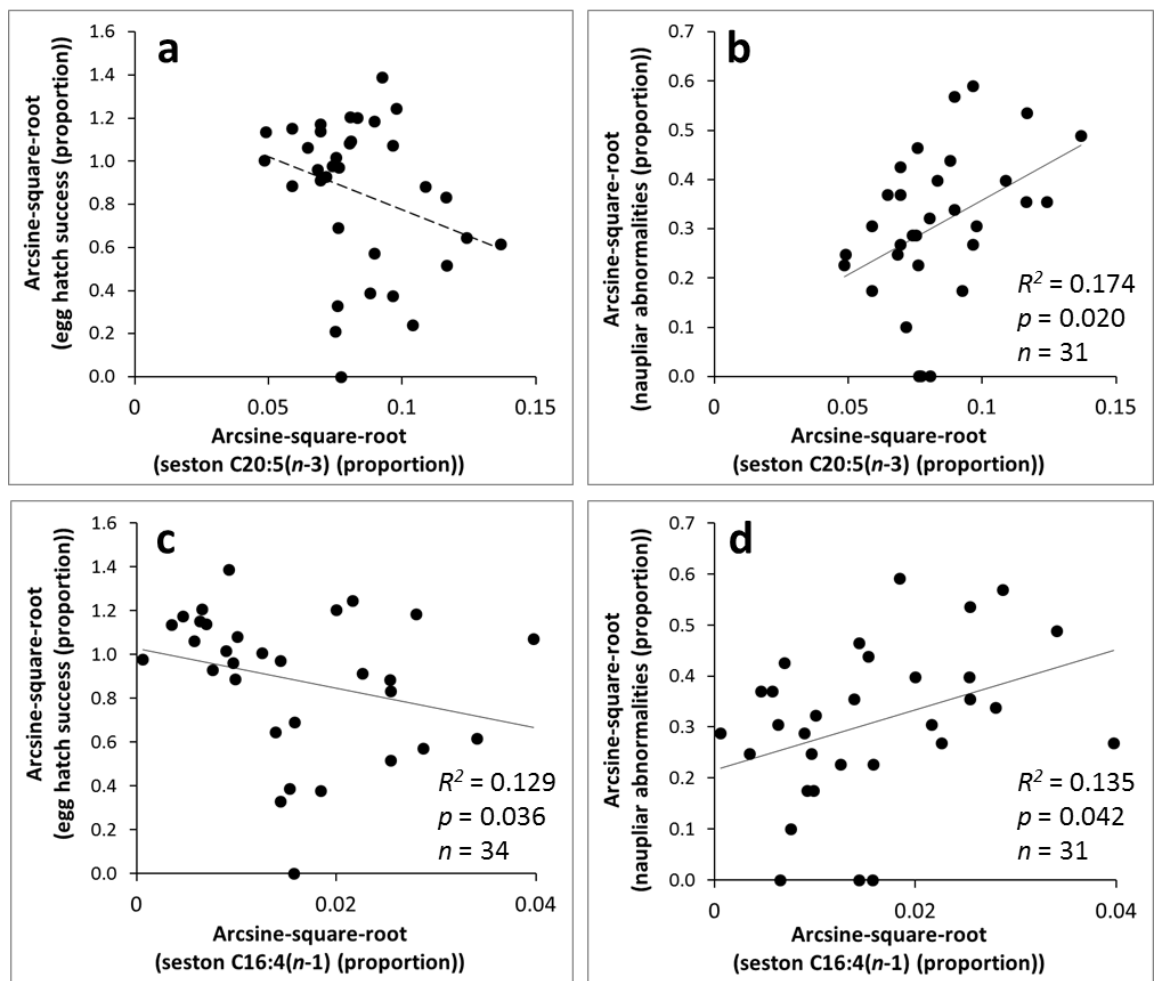 a
Arcsine-square-root
(egg hatch success (proportion))
1.6
1.4
1.2
1.0
0.8
0.6
0.4
0.2
0.0
0
0.05
0.1
0.15
Arcsine-square-root
(seston C20:5(n-3) (proportion))
b
Arcsine-square-root
(naupliar abnormalities (proportion))
0.7
0.6
0.5
0.4
0.3
0.2
0.1
0.0
R² = 0.174
p = 0.020
n = 31
0
0.05
0.1
0.15
Arcsine-square-root
(seston C20:5(n-3) (proportion))
c
Arcsine-square-root
(egg hatch success (proportion))
1.6
1.4
1.2
1.0
0.8
0.6
0.4
0.2
0.0
R² = 0.129
p = 0.036
n = 34
0
0.02
0.04
Arcsine-square-root
(seston C16:4(n-1) (proportion))
d
Arcsine-square-root
(naupliar abnormalities (proportion))
0.7
0.6
0.5
0.4
0.3
0.2
0.1
0.0
R² = 0.135
p = 0.042
n = 31
0
0.02
0.04
Arcsine-square-root
(seston C16:4(n-1) (proportion))